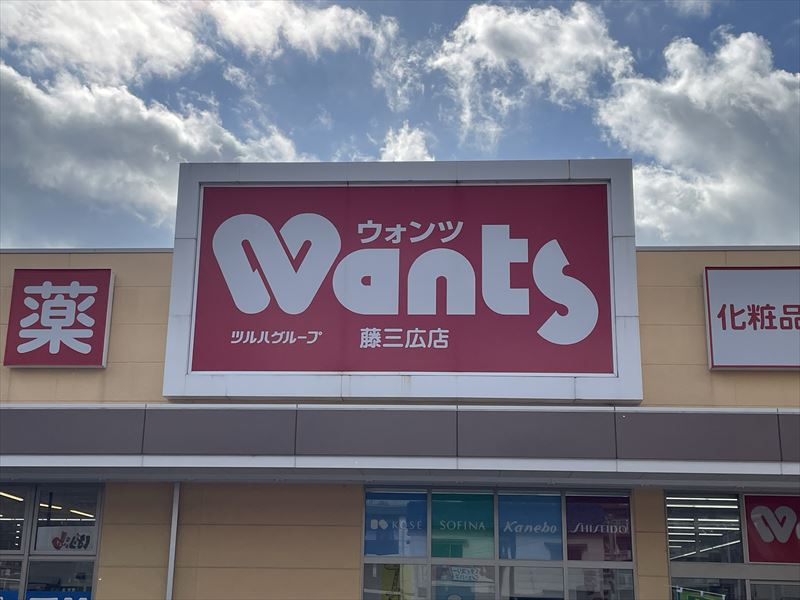 ウォンツ
Wants
ツルハグループ 藤三広店
薬
化粧品
KOSÉ SOFINA Kanebo SHISEIDO